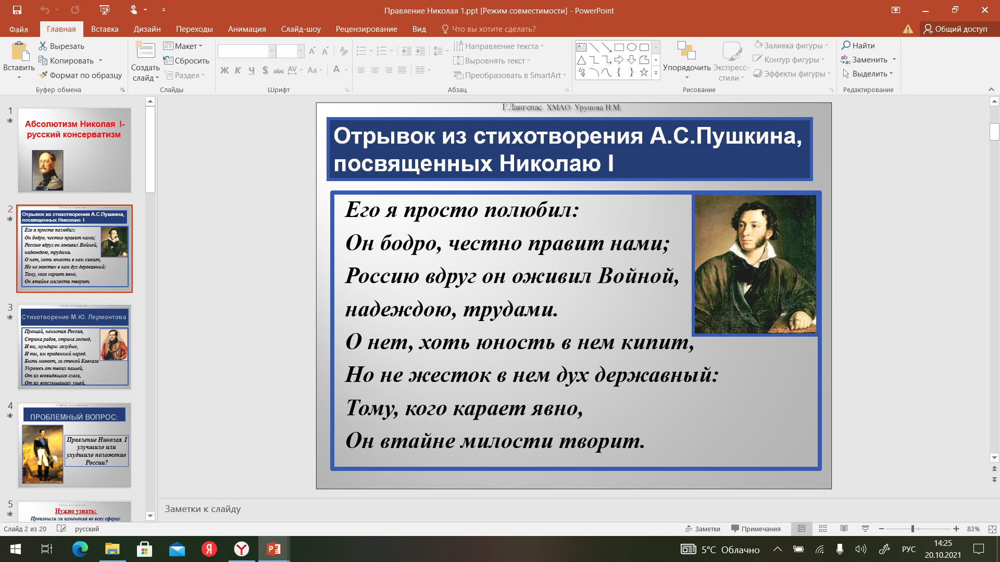 Правление Николая 1.ppt [Режим совместимости] - PowerPoint
Файл Главная Вставка Дизайн Переходы Анимация Слайд-шоу Рецензирование Вид Что вы хотите сделать? Общий доступ
Вставить
Вырезать
Копировать
Формат по образцу
Буфер обмена
Создать
слайд
Макет
Сбросить
Раздел
Слайды
Ж К Ч S abc AV Aa A
Шрифт
Направление текста
Выровнять текст
Преобразовать в SmartArt
Абзац
Упорядочить
Экспресс-
стили
Заливка фигуры
Контур фигуры
Эффекты фигуры
Рисование
Найти
Заменить
Выделить
Редактирование
1
Абсолютизм Николая I-
русский консерватизм
2
Отрывок из стихотворения А.С.Пушкина,
посвященных Николаю I
Его я просто полюбил:
Он бодро, честно правит нами;
Россию вдруг он оживил Войной,
надеждою, трудами.
О нет, хоть юность в нем кипит,
Но не жесток в нем дух державный:
Тому, кого карает явно,
Он втайне милости творит.
3
Стихотворение М.Ю. Лермонтова
Прощай, немытая Россия,
Страна рабов, страна господ,
И вы, мундиры голубые,
И ты, им преданный народ.
Быть может, за стеной Кавказа
Укроюсь от твоих пашей,
От их всевидящего глаза,
От их всеслышащих ушей.
4
ПРОБЛЕМНЫЙ ВОПРОС:
Правление Николая I
улучшило или
ухудшило положение
России?
5
Нужно узнать:
Произошли ли изменения во всех сферах
Г.Лангепас. ХМАО .Урунова Н.М.
Отрывок из стихотворения А.С.Пушкина,
посвященных Николаю I
Его я просто полюбил:
Он бодро, честно правит нами;
Россию вдруг он оживил Войной,
надеждою, трудами.
О нет, хоть юность в нем кипит,
Но не жесток в нем дух державный:
Тому, кого карает явно,
Он втайне милости творит.
Заметки к слайду
Слайд 2 из 20 русский Заметки Примечания 83%
5°C Облачно РУС 14:25
20.10.2021